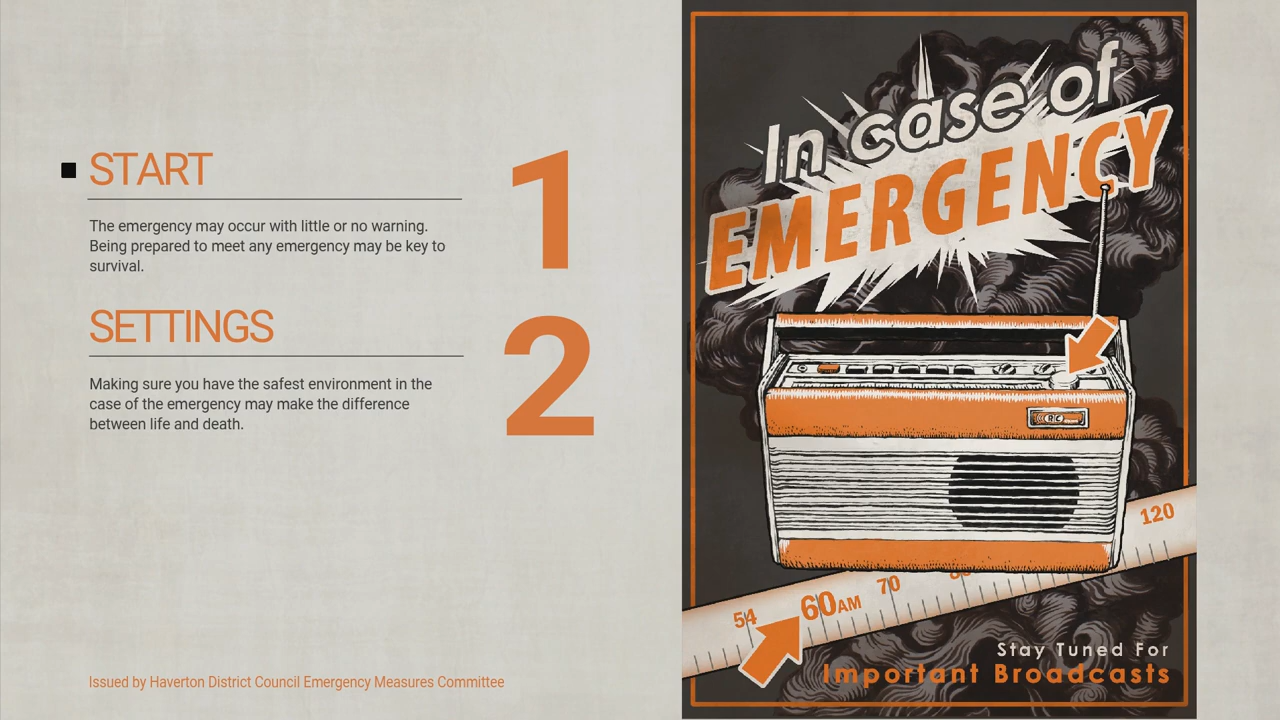 START
1
The emergency may occur with little or no warning.
Being prepared to meet any emergency may be key to
survival.
SETTINGS
2
Making sure you have the safest environment in the
case of the emergency may make the difference
between life and death.
Issued by Haverton District Council Emergency Measures Committee
In case of
EMERGENCY
54
60AM
70
120
Stay Tuned For
Important Broadcasts